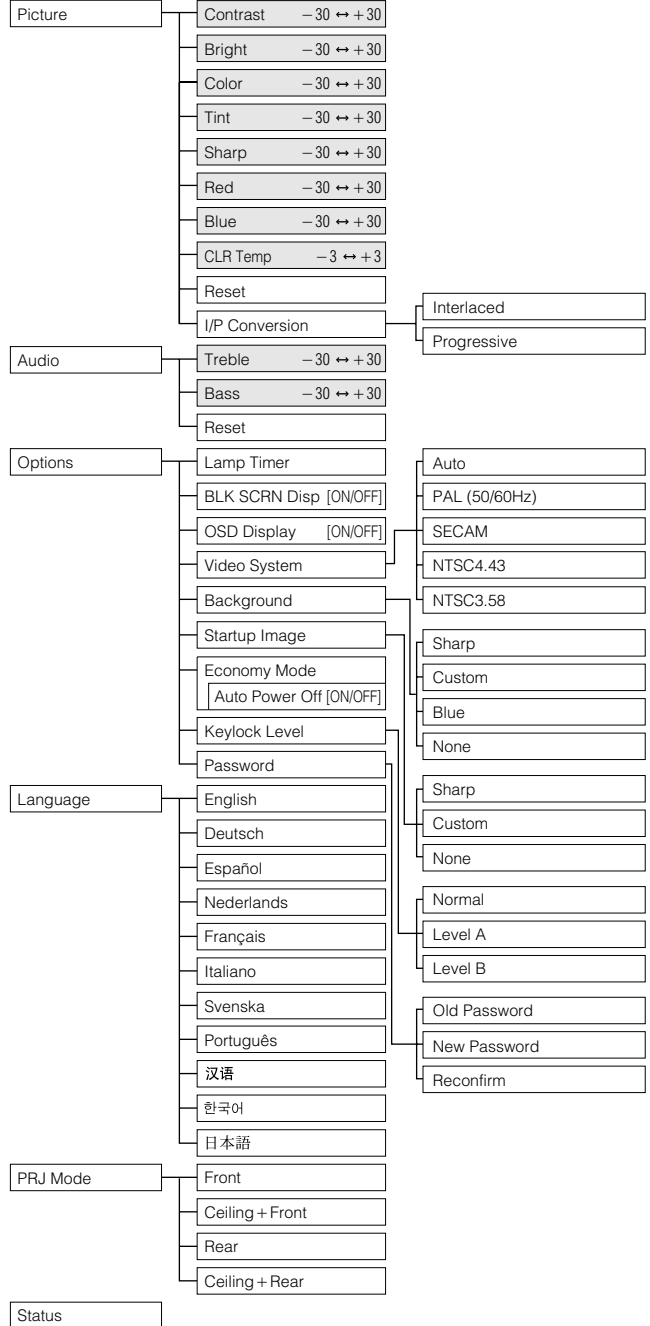 Picture
Contrast −30 ↔ +30
Bright −30 ↔ +30
Color −30 ↔ +30
Tint −30 ↔ +30
Sharp −30 ↔ +30
Red −30 ↔ +30
Blue −30 ↔ +30
CLR Temp −3 ↔ +3
Reset
I/P Conversion
Interlaced
Progressive
Audio
Treble −30 ↔ +30
Bass −30 ↔ +30
Reset
Options
Lamp Timer
BLK SCRN Disp [ON/OFF]
OSD Display [ON/OFF]
Video System
Auto
PAL (50/60Hz)
SECAM
NTSC4.43
NTSC3.58
Background
Sharp
Custom
Blue
None
Startup Image
Sharp
Custom
None
Economy Mode
Auto Power Off [ON/OFF]
Keylock Level
Normal
Level A
Level B
Password
Old Password
New Password
Reconfirm
Language
English
Deutsch
Español
Nederlands
Français
Italiano
Svenska
Português
汉语
한국어
日本語
PRJ Mode
Front
Ceiling+Front
Rear
Ceiling+Rear
Status